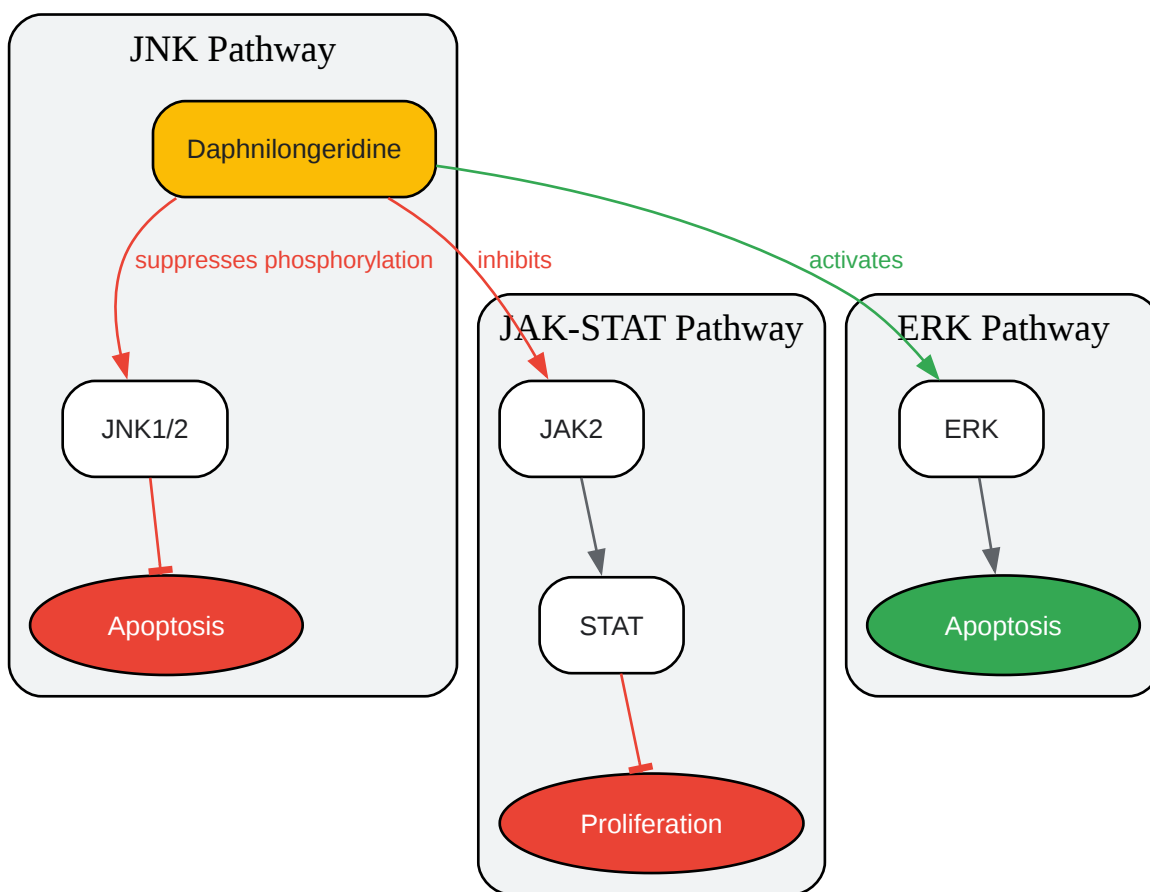 JNK Pathway
Daphnilongeridine
suppresses phosphorylation
inhibits
activates
JAK-STAT Pathway
ERK Pathway
JNK1/2
JAK2
ERK
Apoptosis
STAT
Apoptosis
Proliferation